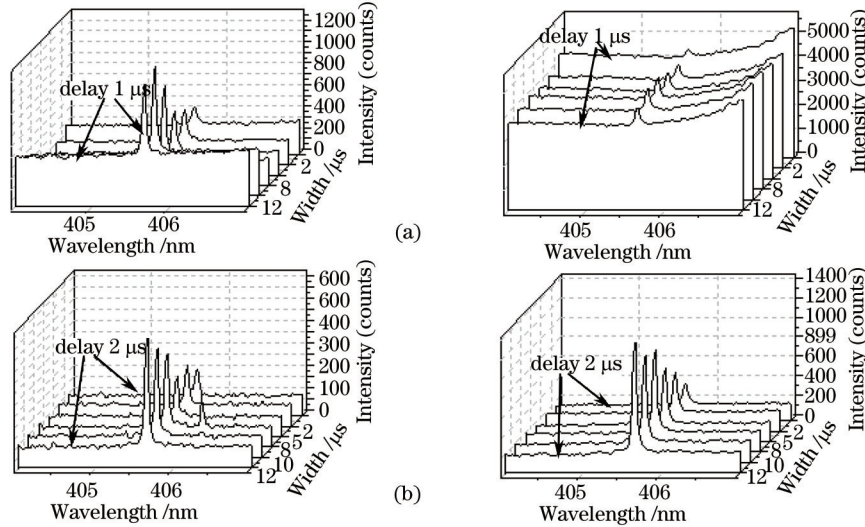 1200
1000
800
600
400
200
0
Intensity (counts)
delay 1 μs
2
5
8
12
Width /μs
405
406
Wavelength /nm
5000
4000
3000
2000
1000
Intensity (counts)
delay 1 μs
2
5
8
12
Width /μs
405
406
Wavelength /nm
(a)
600
500
400
300
200
100
0
Intensity (counts)
delay 2 μs
2
5
8
10
12
Width /μs
405
406
Wavelength /nm
1400
1200
1000
899
600
400
200
0
Intensity (counts)
delay 2 μs
2
5
8
10
12
Width /μs
405
406
Wavelength /nm
(b)